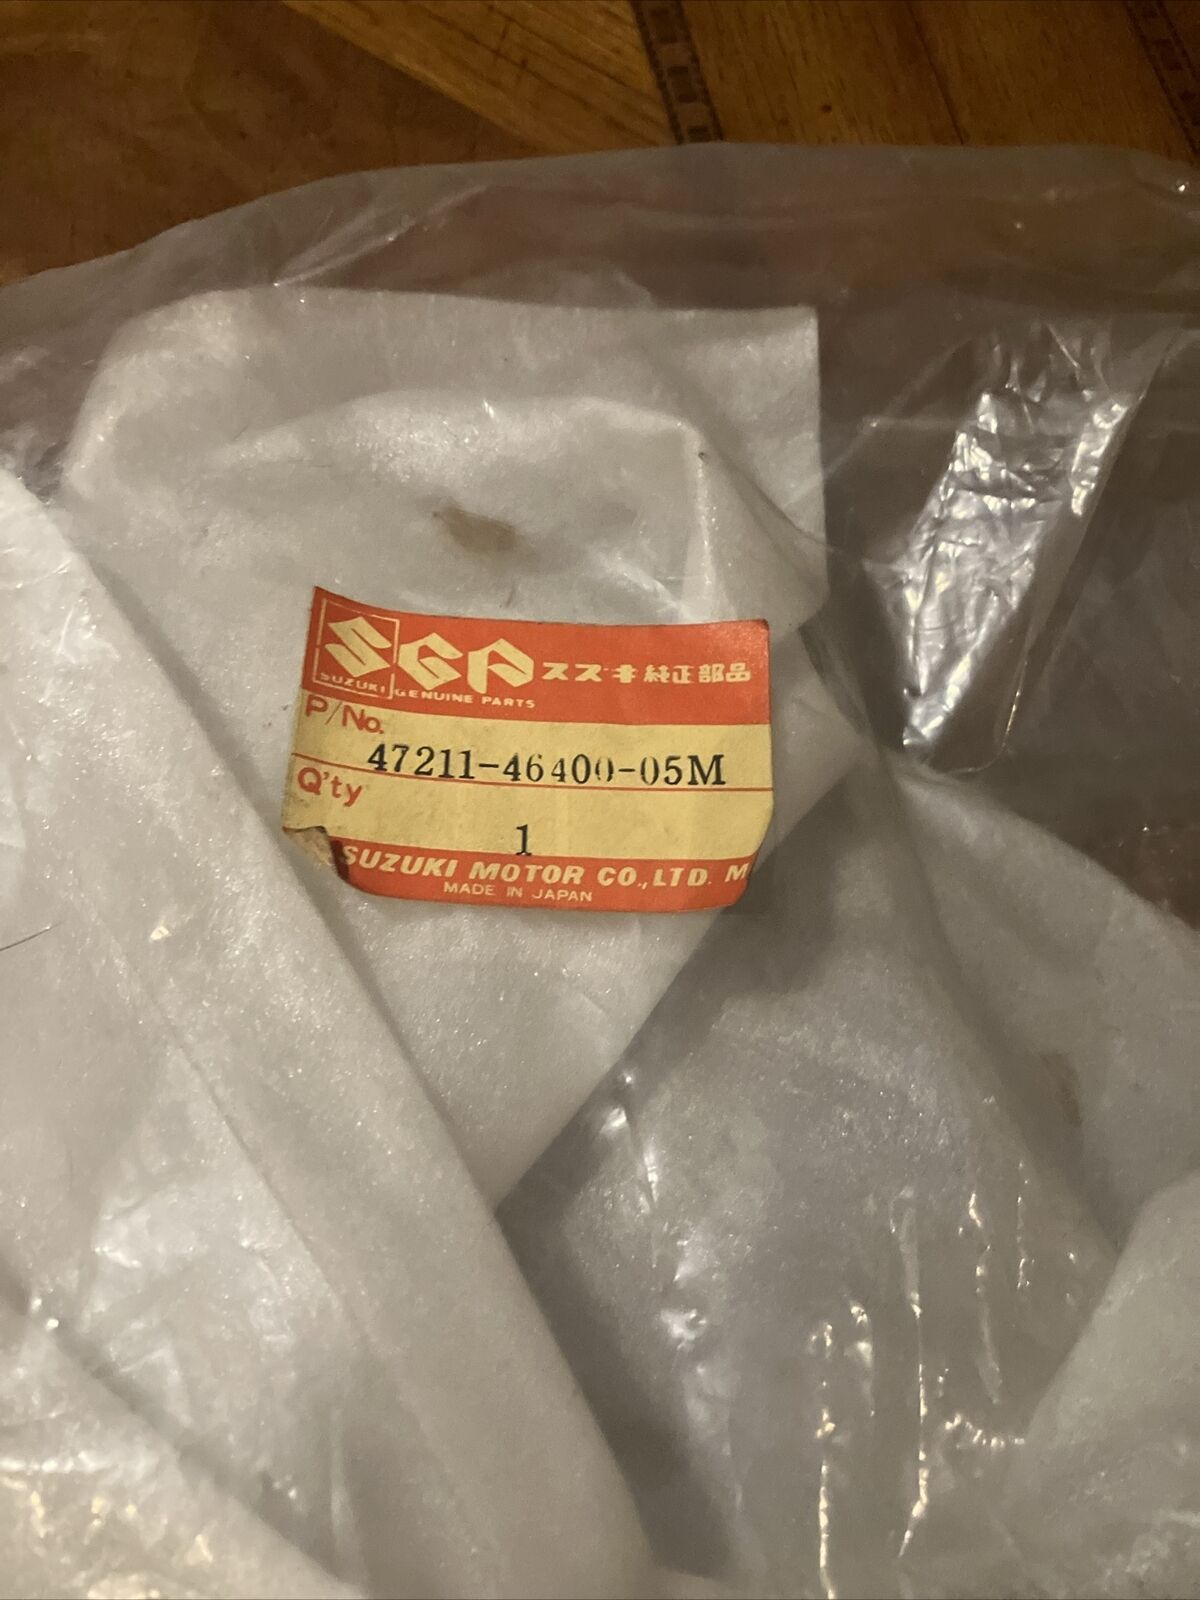 SGP スズキ純正部品
SUZUKI GENUINE PARTS
P/No.
47211-46400-05M
Q'ty
1
SUZUKI MOTOR CO.,LTD. M
MADE IN JAPAN